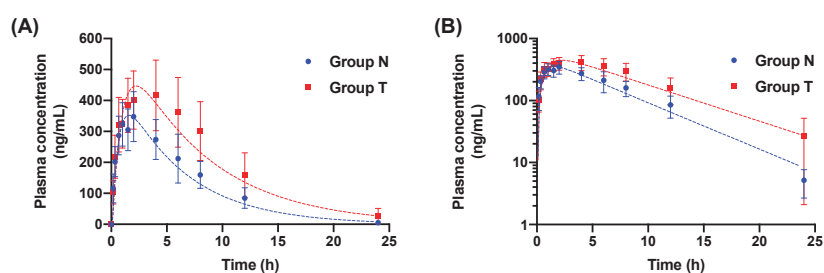 (A)
Plasma concentration
(ng/mL)
600
500
400
300
200
100
0
0 5 10 15 20 25
Time (h)
Group N
Group T
(B)
Plasma concentration
(ng/mL)
1000
100
10
1
0 5 10 15 20 25
Time (h)
Group N
Group T